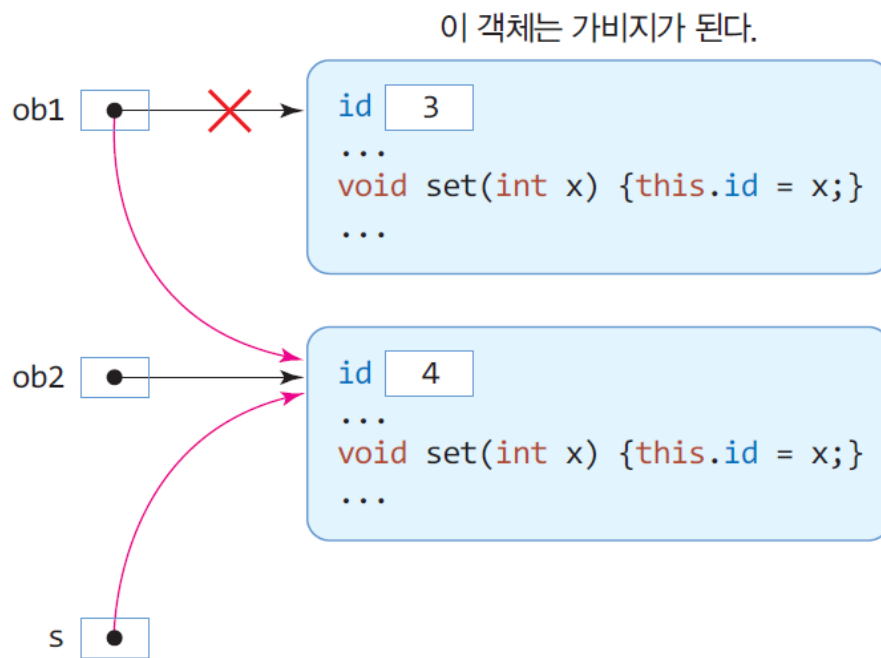 이 객체는 가비지가 된다.
ob1
id 3
...
void set(int x) {this.id = x;}
...
ob2
id 4
...
void set(int x) {this.id = x;}
...
s